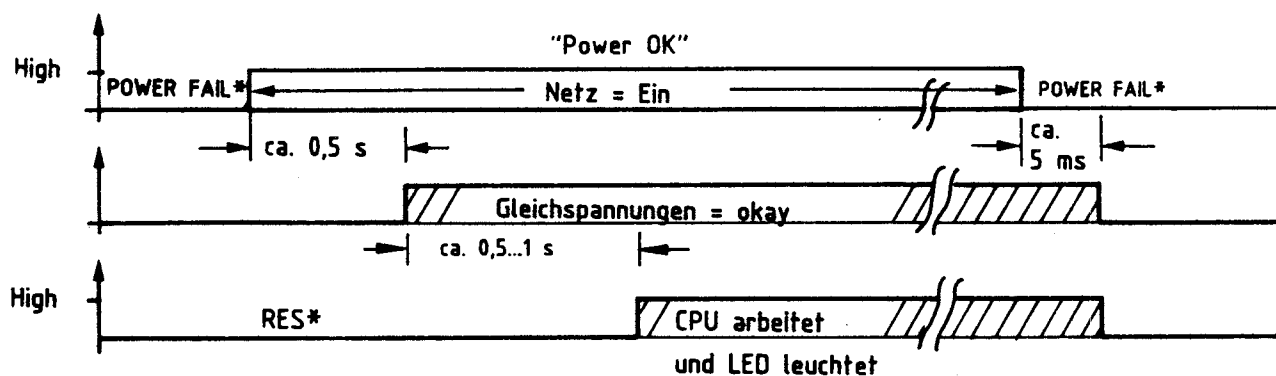 "Power OK"
High
POWER FAIL*
Netz = Ein
POWER FAIL*
ca. 0,5 s
ca.
5 ms
Gleichspannungen = okay
ca. 0,5...1 s
High
RES*
CPU arbeitet
und LED leuchtet